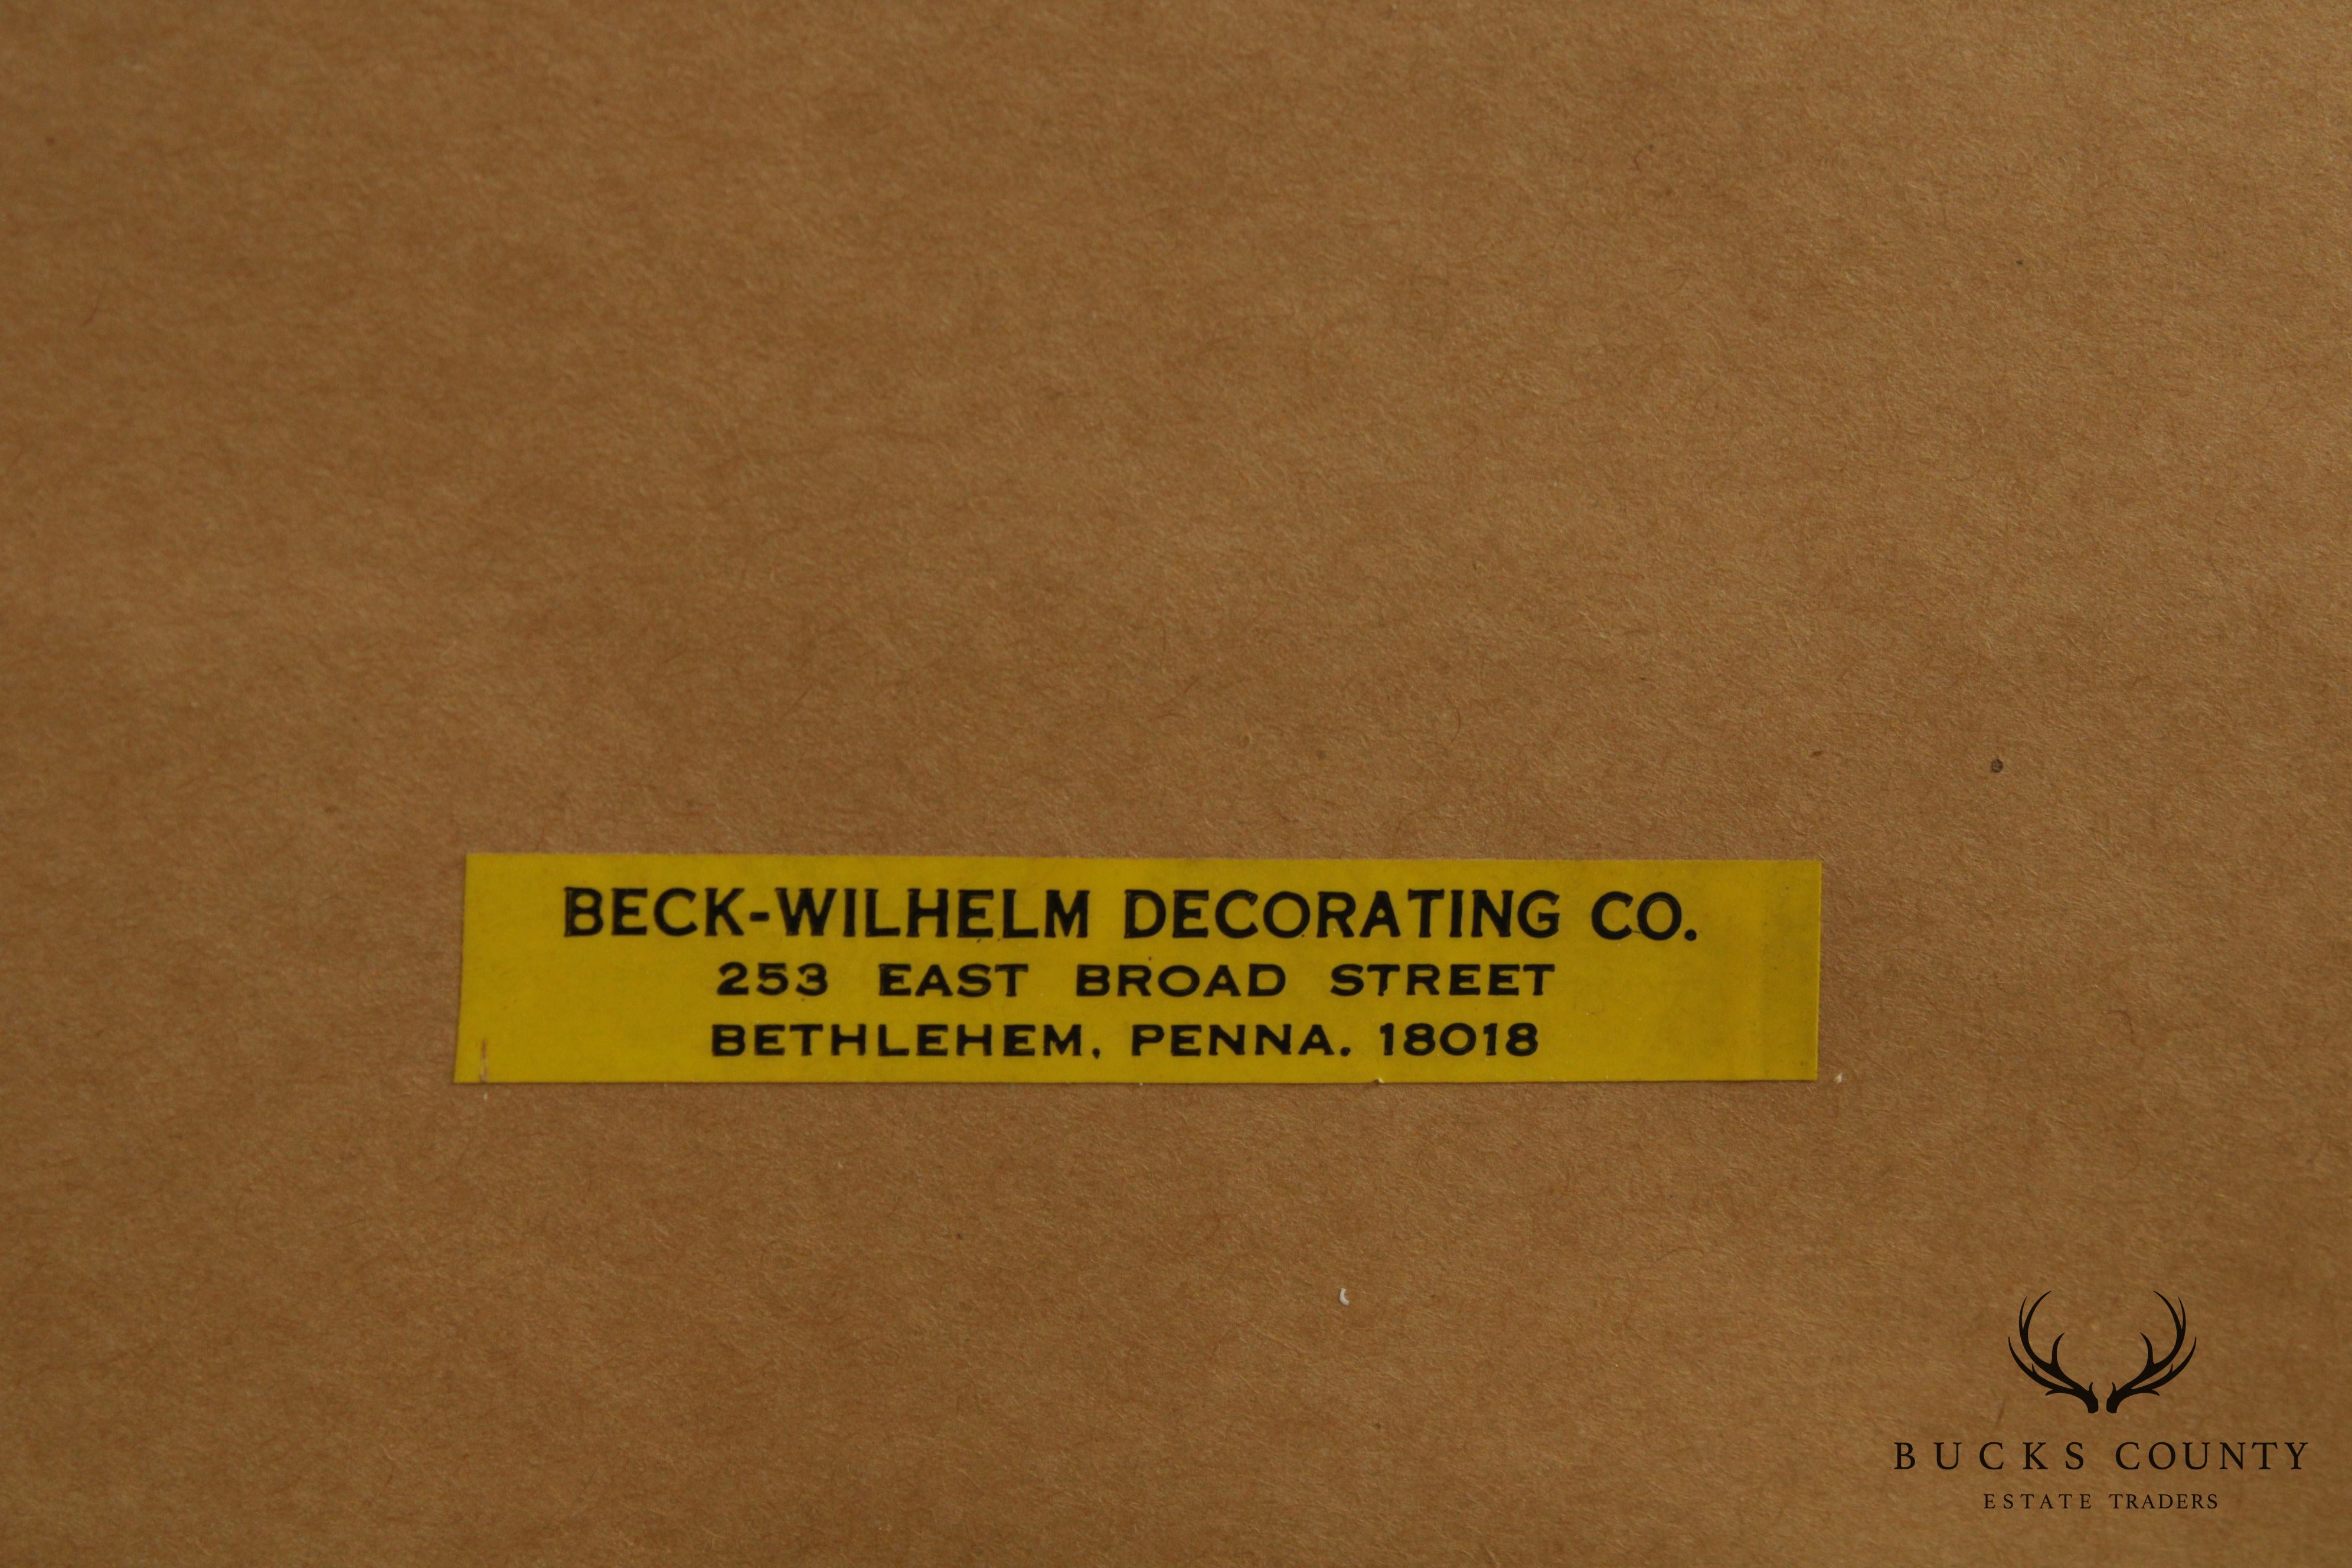 BECK-WILHELM DECORATING CO.
253 EAST BROAD STREET
BETHLEHEM, PENNA. 18018
BUCKS COUNTY
ESTATE TRADERS